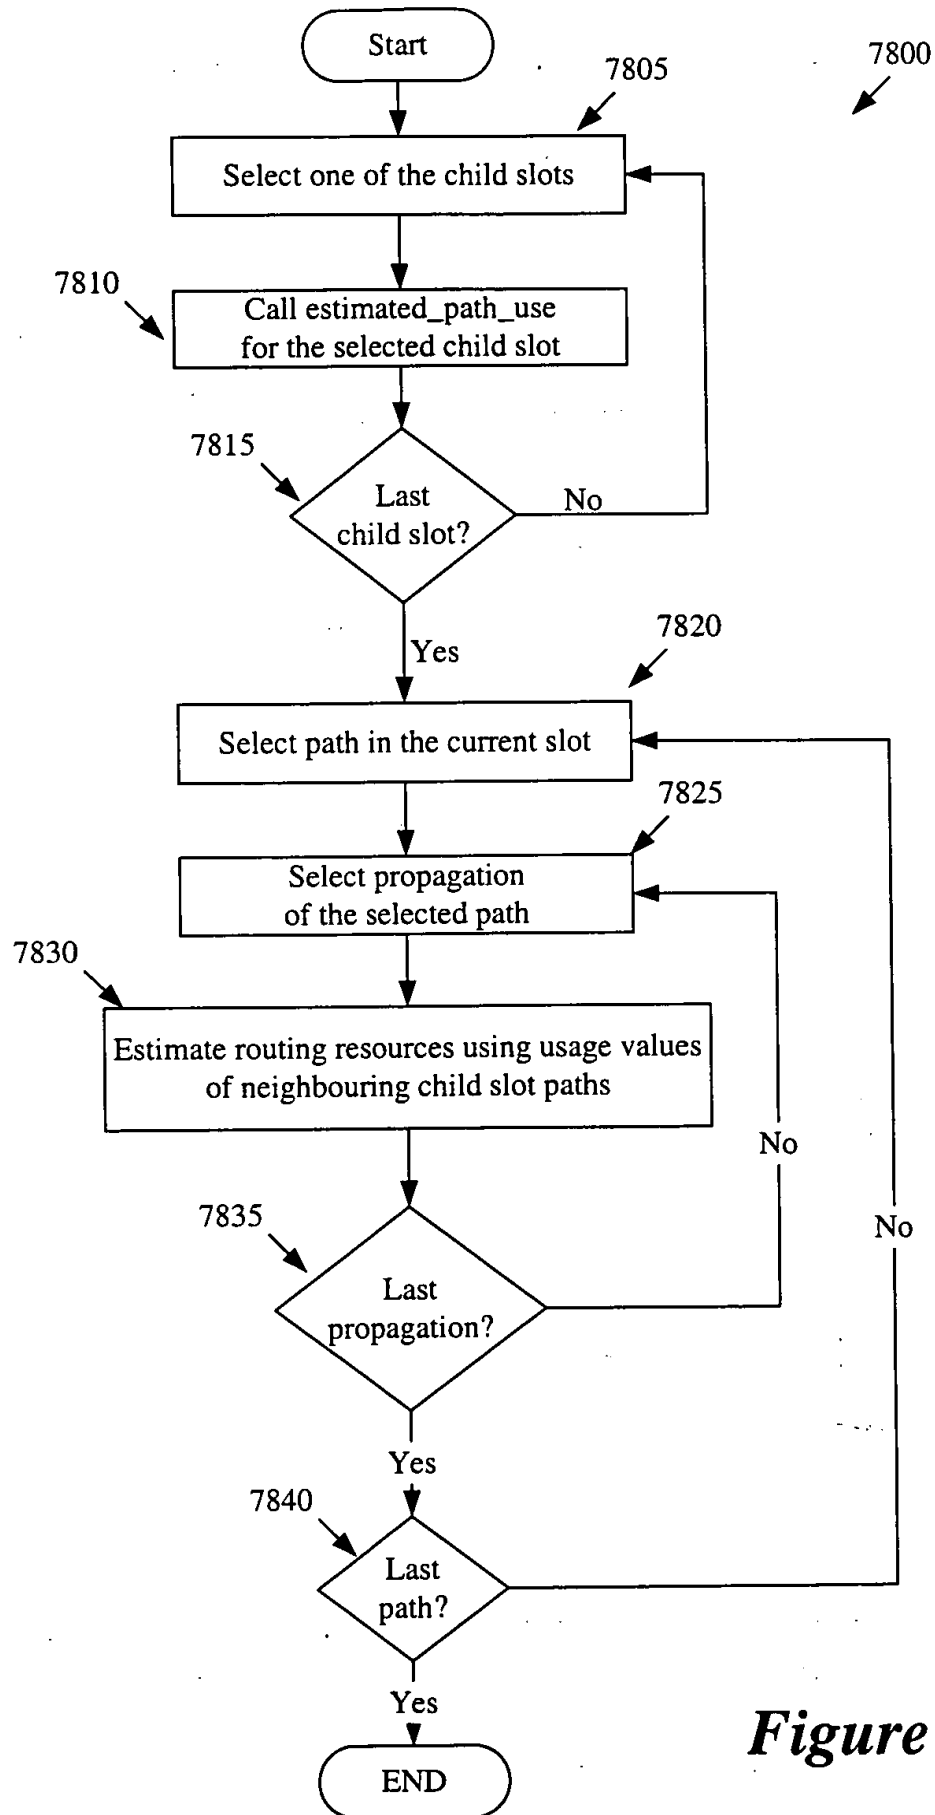 Start
7800
7805
Select one of the child slots
7810
Call estimated_path_use
for the selected child slot
7815
Last
child slot?
No
Yes
7820
Select path in the current slot
7825
Select propagation
of the selected path
7830
Estimate routing resources using usage values
of neighbouring child slot paths
No
7835
Last
propagation?
No
Yes
7840
Last
path?
Yes
END
Figure